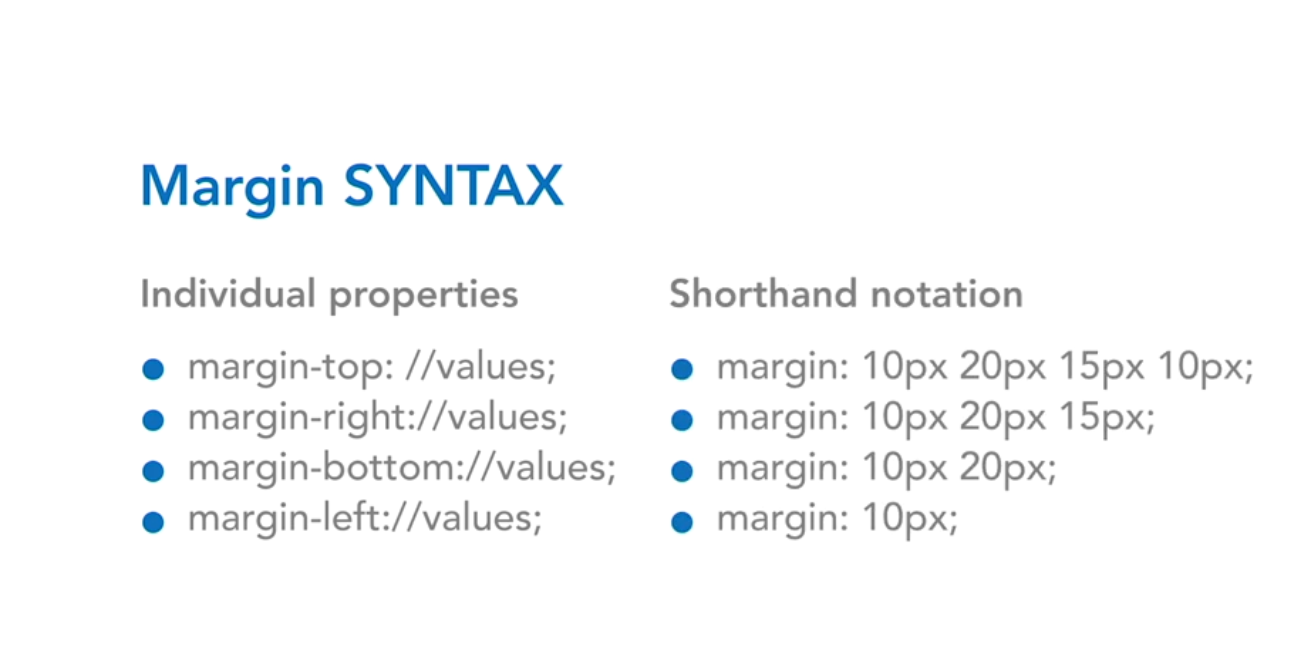 Margin SYNTAX
Individual properties
margin-top: //values;
margin-right://values;
margin-bottom://values;
margin-left://values;
Shorthand notation
margin: 10px 20px 15px 10px;
margin: 10px 20px 15px;
margin: 10px 20px;
margin: 10px;